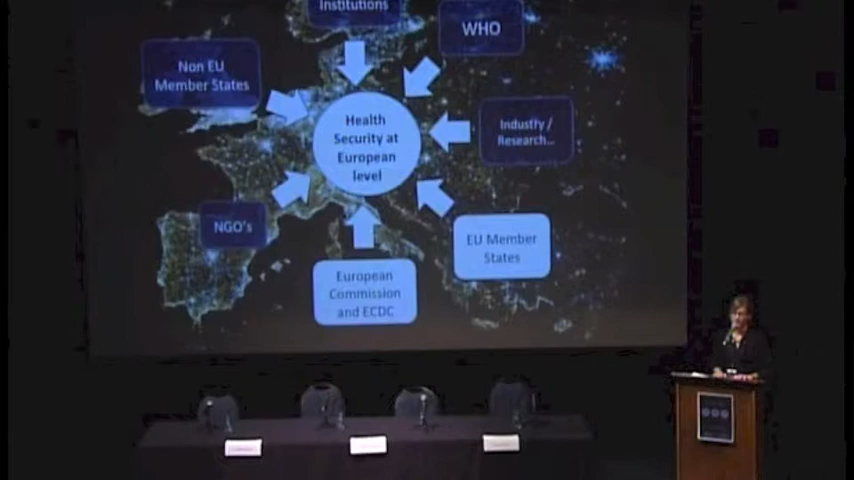 Institutions
WHO
Non EU
Member States
Health
Security at
European
level
Industry /
Research...
NGO's
EU Member
States
European
Commission
and ECDC